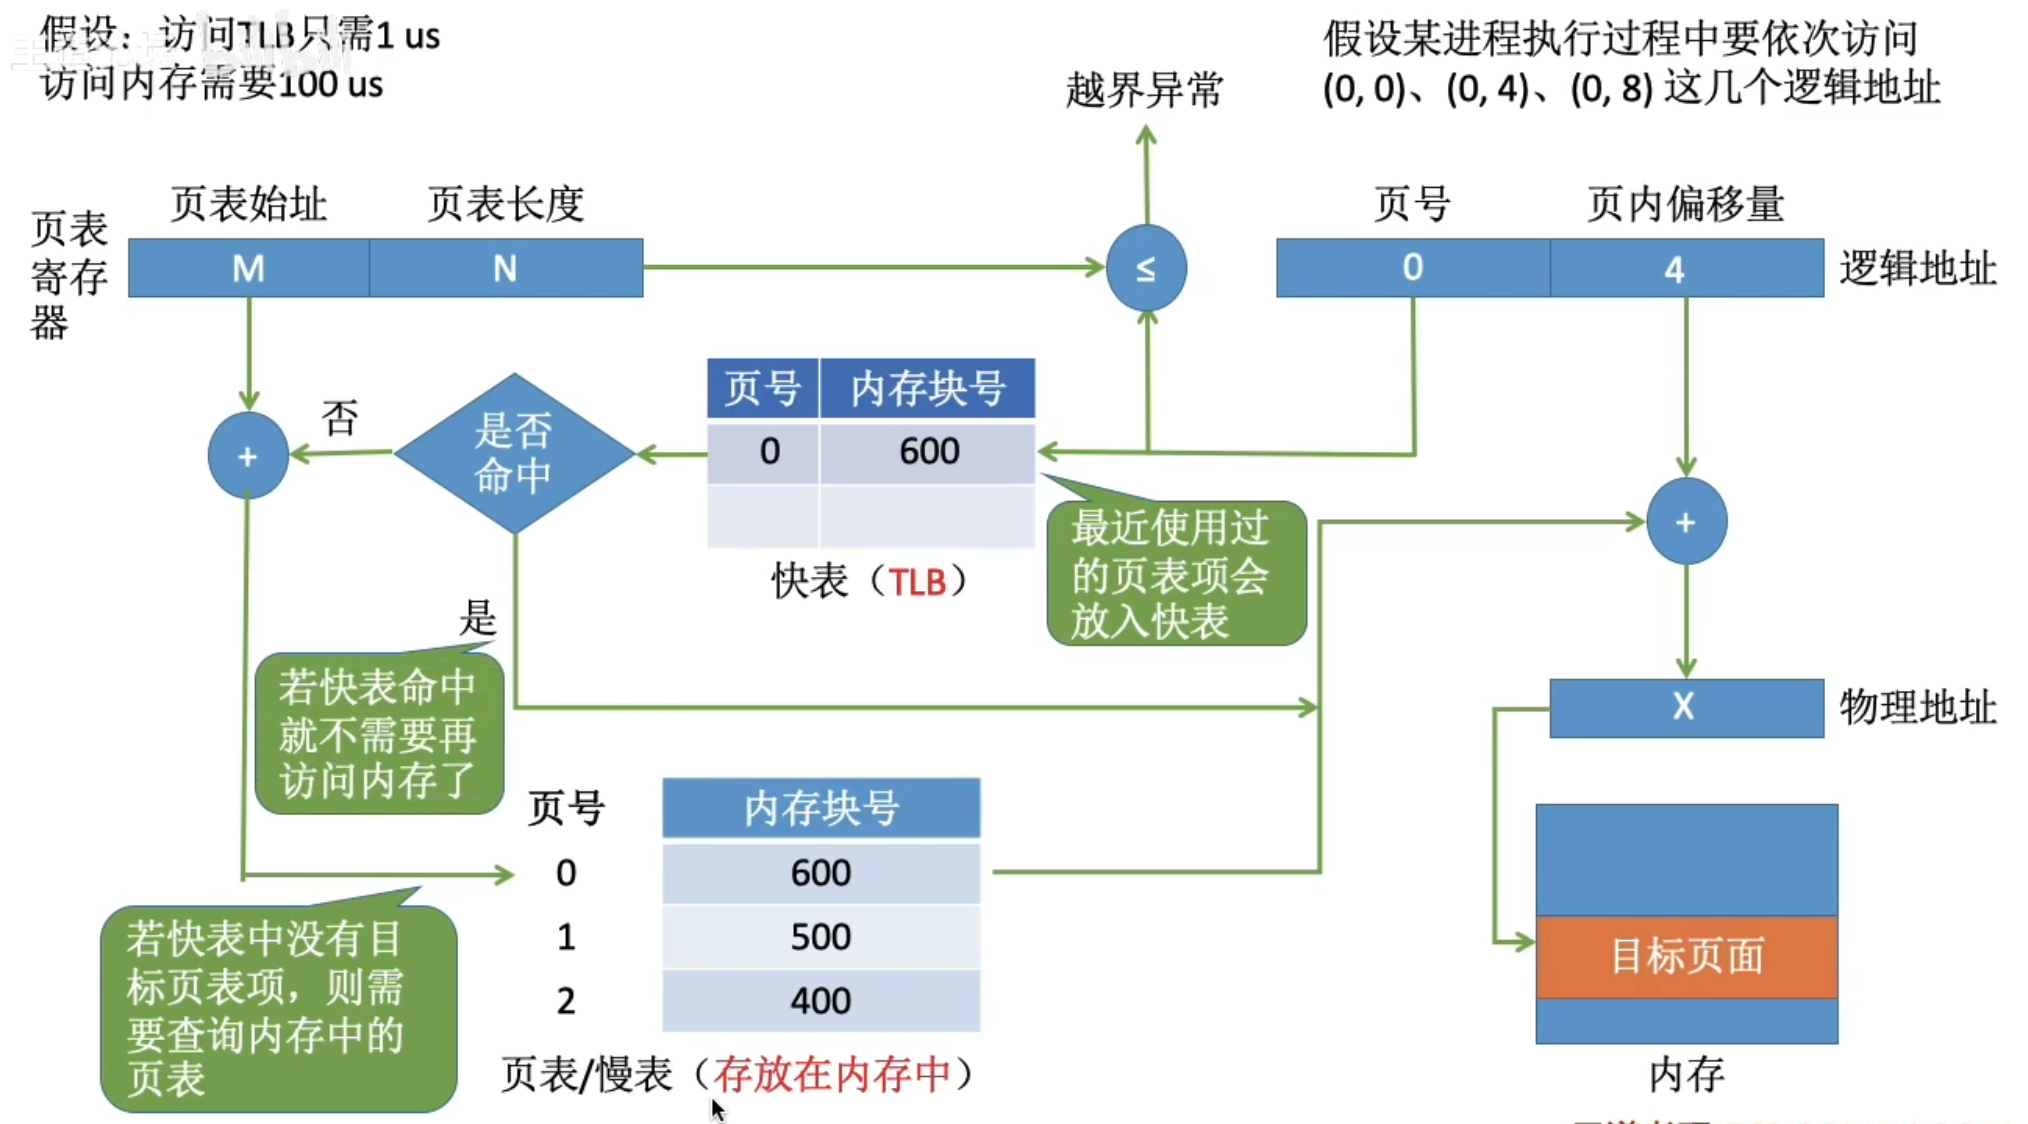 假设：访问TLB只需1 us
访问内存需要100 us
假设某进程执行过程中要依次访问
(0, 0)、(0, 4)、(0, 8) 这几个逻辑地址
越界异常
页表
寄存
器
页表始址
页表长度
M
N
≤
页号
页内偏移量
0
4
逻辑地址
+
否
是否
命中
页号
内存块号
0
600
快表（TLB）
最近使用过
的页表项会
放入快表
+
是
若快表命中
就不需要再
访问内存了
X
物理地址
页号
内存块号
0
600
1
500
2
400
页表/慢表（存放在内存中）
若快表中没有目
标页表项，则需
要查询内存中的
页表
目标页面
内存